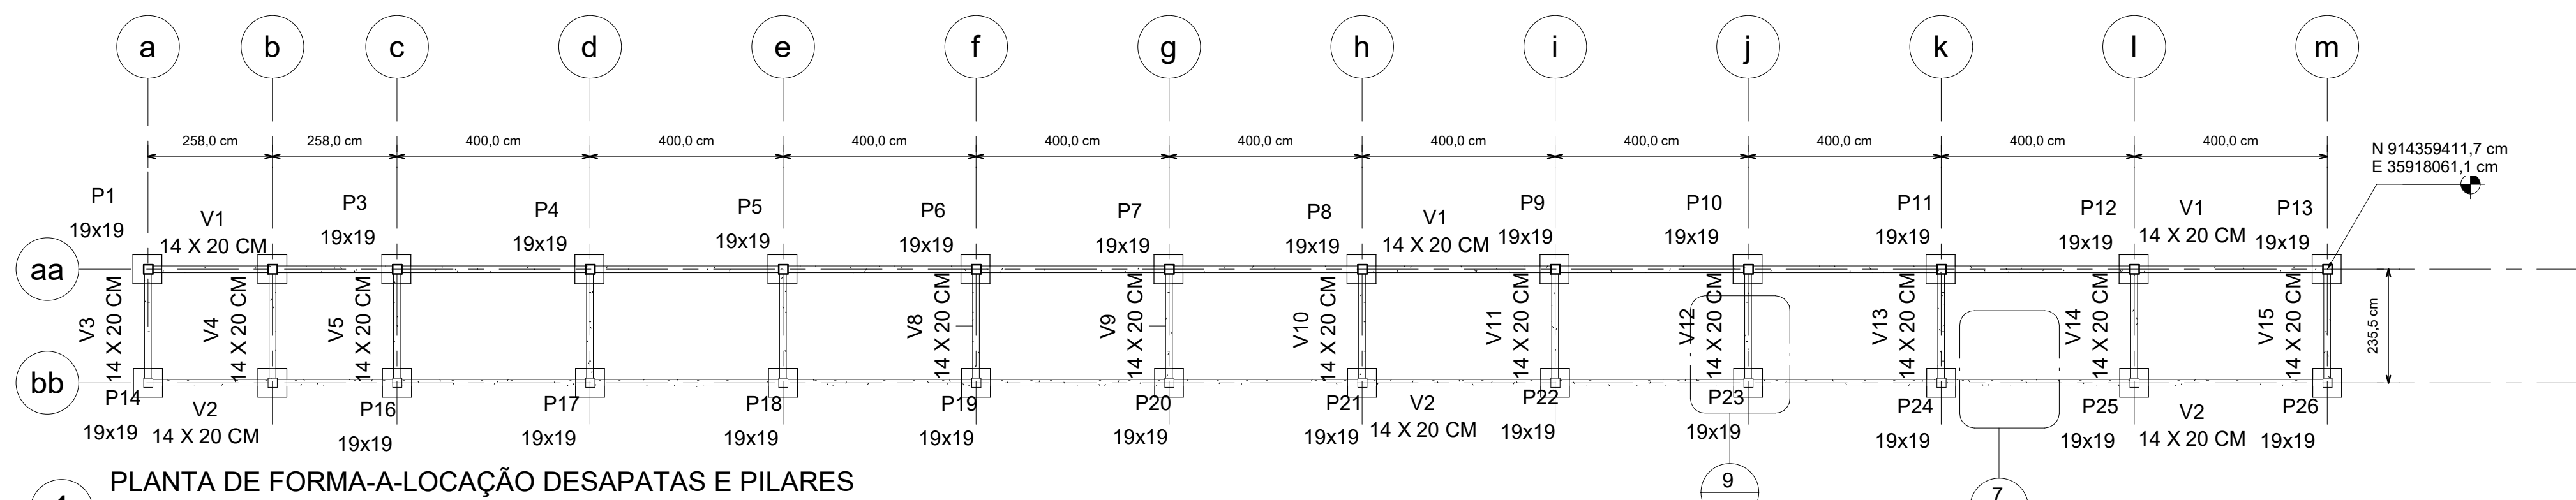 a b c d e f g h i j k l m
258,0 cm 258,0 cm 400,0 cm 400,0 cm 400,0 cm 400,0 cm 400,0 cm 400,0 cm 400,0 cm 400,0 cm 400,0 cm 400,0 cm
N 914359411,7 cm
E 35918061,1 cm
P1 P3 P4 P5 P6 P7 P8 P9 P10 P11 P12 P13
19x19 19x19 19x19 19x19 19x19 19x19 19x19 19x19 19x19 19x19 19x19 19x19
V1 V1 V1
14 X 20 CM 14 X 20 CM 14 X 20 CM
aa
V3 V4 V5 V8 V9 V10 V11 V12 V13 V14 V15
14 X 20 CM 14 X 20 CM 14 X 20 CM 14 X 20 CM 14 X 20 CM 14 X 20 CM 14 X 20 CM 14 X 20 CM 14 X 20 CM 14 X 20 CM 14 X 20 CM
235,5 cm
bb
P14 P16 P17 P18 P19 P20 P21 P22 P23 P24 P25 P26
19x19 19x19 19x19 19x19 19x19 19x19 19x19 19x19 19x19 19x19 19x19 19x19
V2 V2 V2
14 X 20 CM 14 X 20 CM 14 X 20 CM
PLANTA DE FORMA-A-LOCAÇÃO DESAPATAS E PILARES
9
7